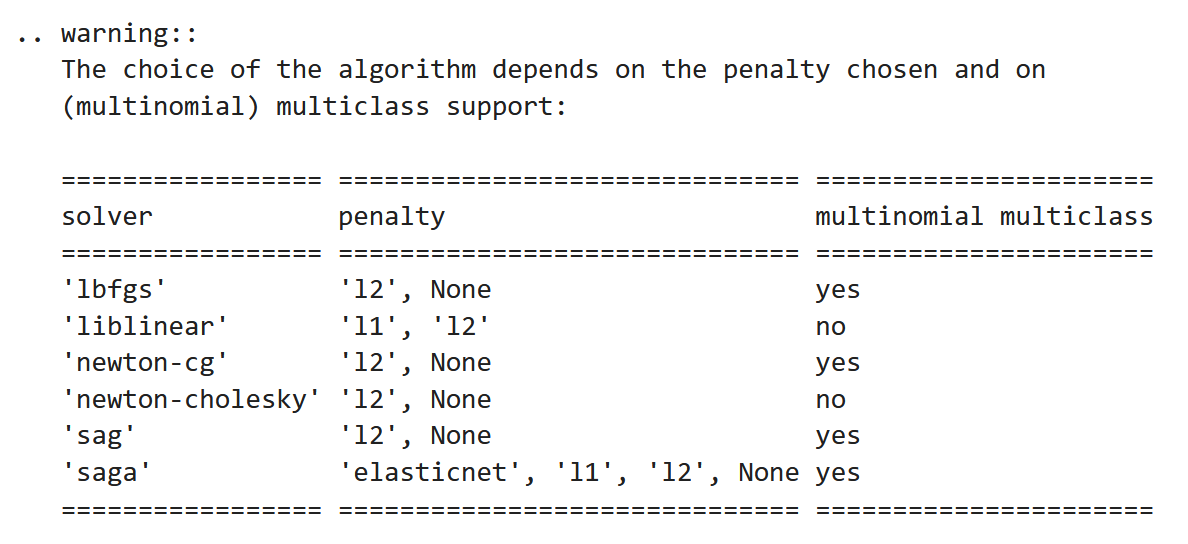 .. warning::
   The choice of the algorithm depends on the penalty chosen and on
   (multinomial) multiclass support:

   ================= ============================== ======================
   solver            penalty                        multinomial multiclass
   ================= ============================== ======================
   'lbfgs'           'l2', None                     yes
   'liblinear'       'l1', 'l2'                     no
   'newton-cg'       'l2', None                     yes
   'newton-cholesky' 'l2', None                     no
   'sag'             'l2', None                     yes
   'saga'            'elasticnet', 'l1', 'l2', None yes
   ================= ============================== ======================